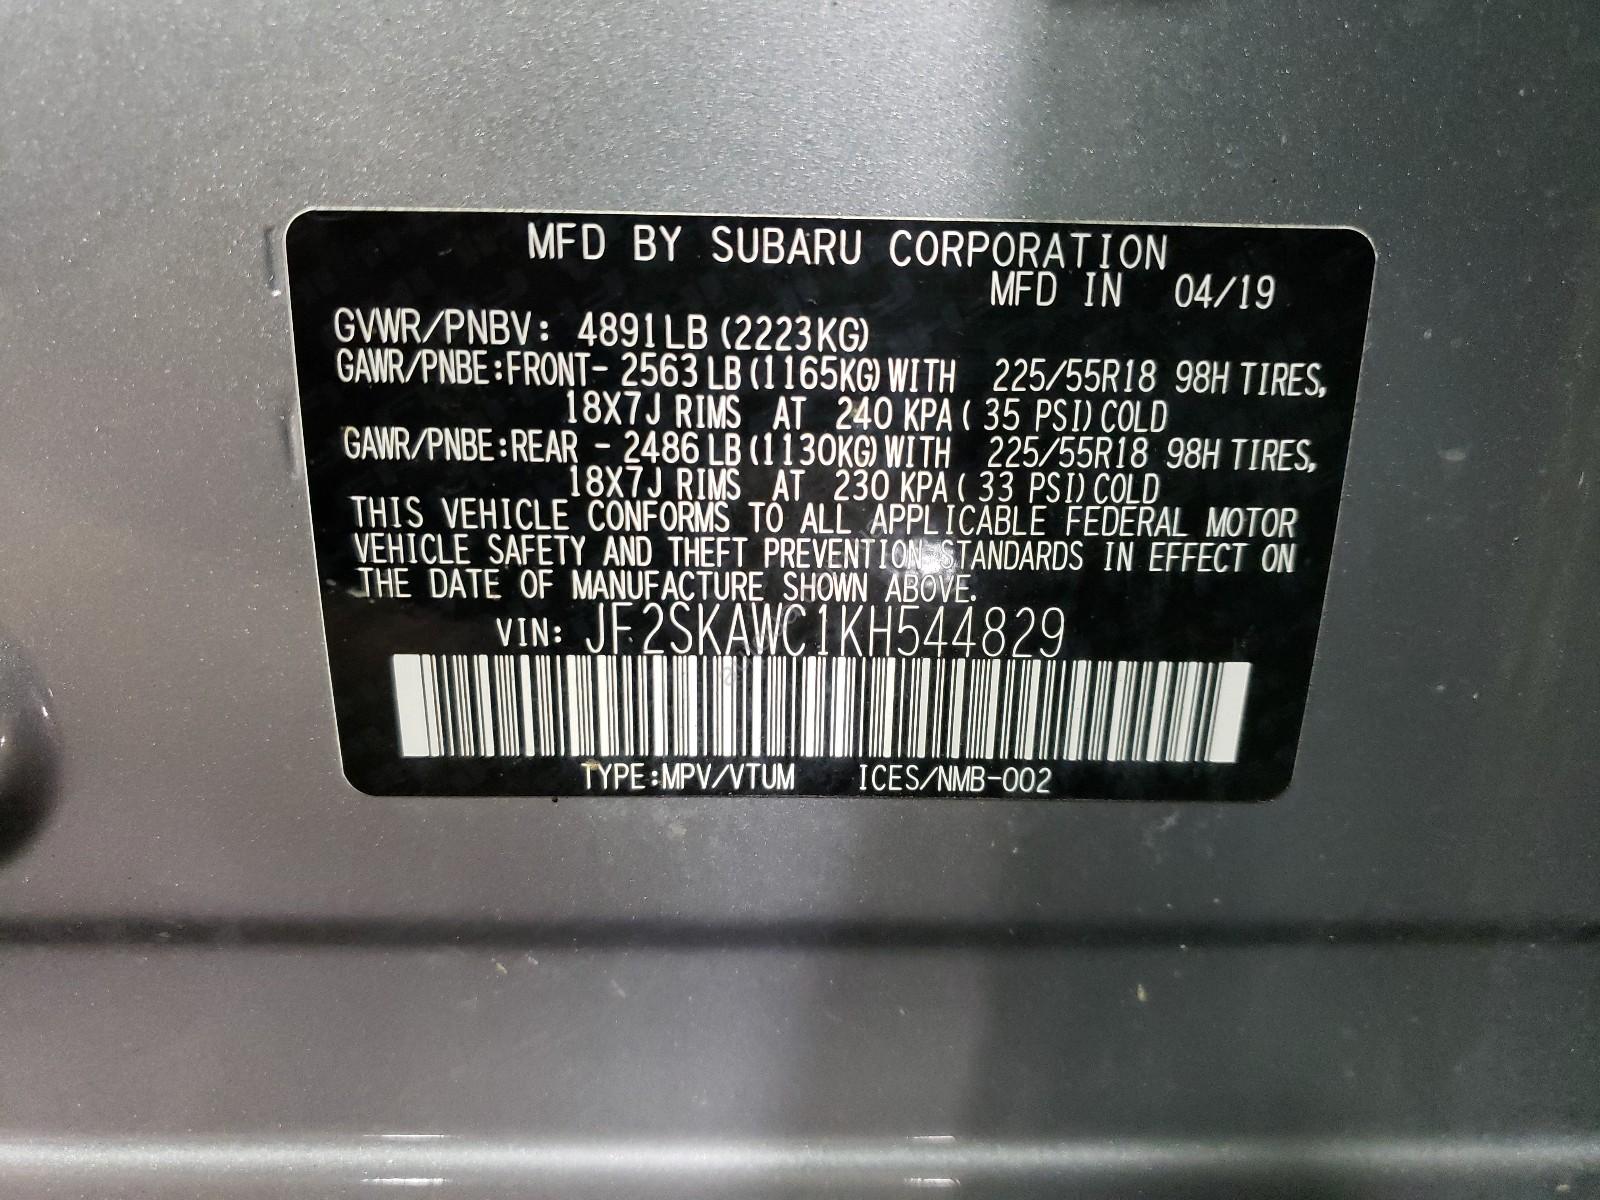 MFD BY SUBARU CORPORATION
MFD IN 04/19
GVWR/PNBV: 4891LB (2223KG)
GAWR/PNBE:FRONT- 2563 LB (1165KG) WITH 225/55R18 98H TIRES,
18X7J RIMS AT 240 KPA ( 35 PSI) COLD
GAWR/PNBE:REAR - 2486 LB (1130KG) WITH 225/55R18 98H TIRES,
18X7J RIMS AT 230 KPA ( 33 PSI) COLD
THIS VEHICLE CONFORMS TO ALL APPLICABLE FEDERAL MOTOR
VEHICLE SAFETY AND THEFT PREVENTION STANDARDS IN EFFECT ON
THE DATE OF MANUFACTURE SHOWN ABOVE.
VIN: JF2SKAWC1KH544829
TYPE:MPV/VTUM ICES/NMB-002